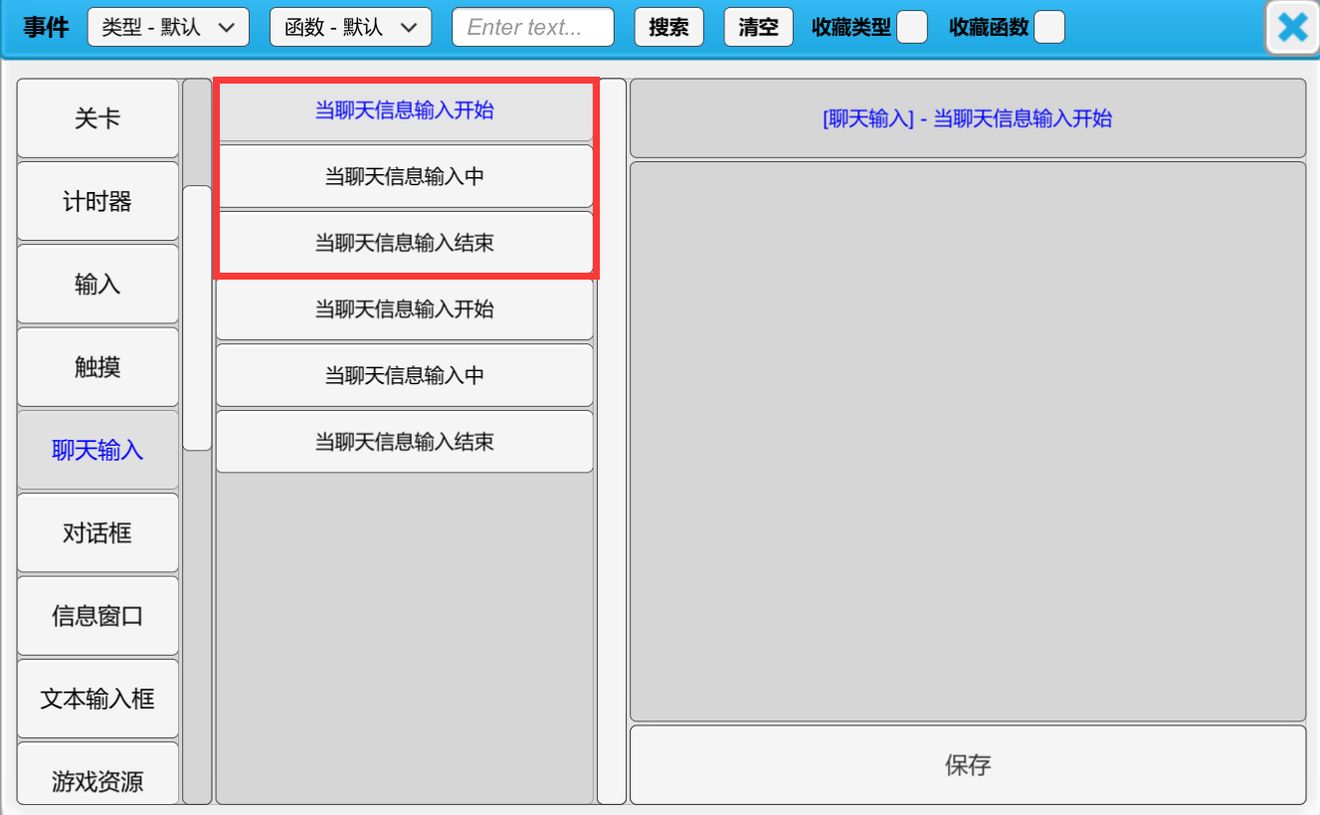 事件 类型 - 默认 函数 - 默认 Enter text... 搜索 清空 收藏类型 收藏函数
关卡
计时器
输入
触摸
聊天输入
对话框
信息窗口
文本输入框
游戏资源
当聊天信息输入开始
当聊天信息输入中
当聊天信息输入结束
当聊天信息输入开始
当聊天信息输入中
当聊天信息输入结束
[聊天输入] - 当聊天信息输入开始
保存